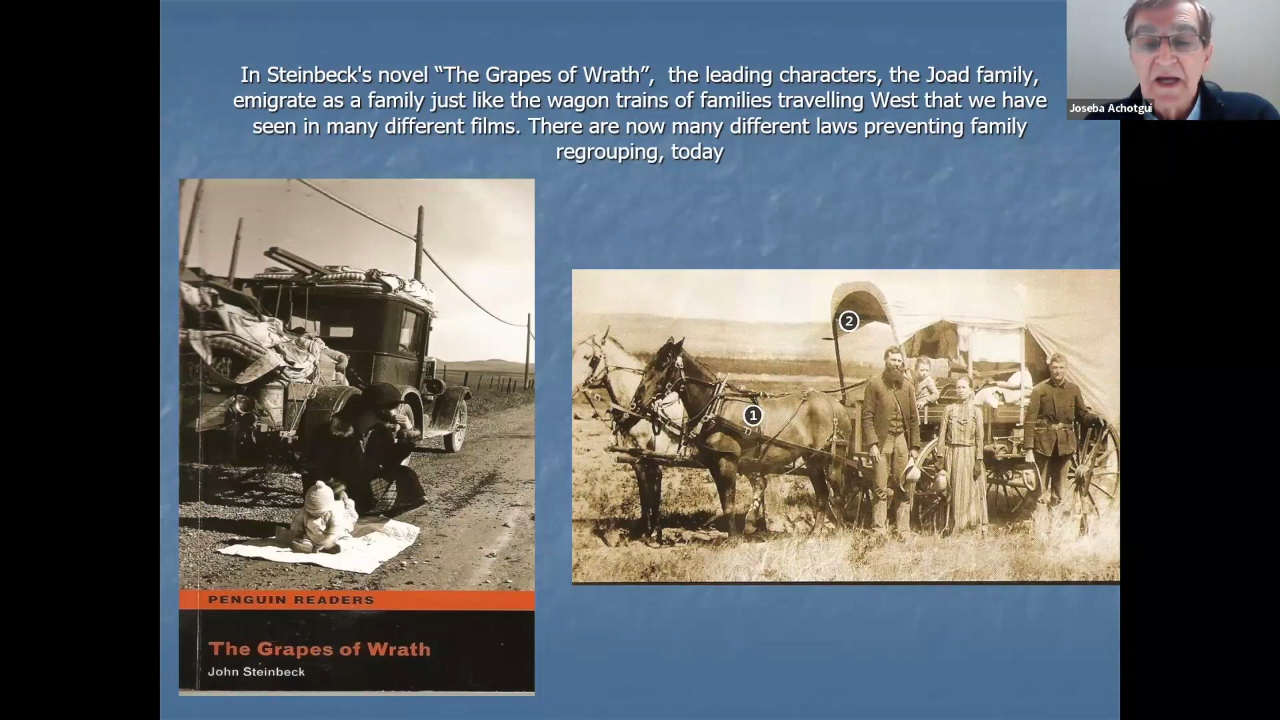 In Steinbeck's novel “The Grapes of Wrath”,  the leading characters, the Joad family,
emigrate as a family just like the wagon trains of families travelling West that we have
seen in many different films. There are now many different laws preventing family
regrouping, today
Joseba Achotgui
2
1
PENGUIN READERS
The Grapes of Wrath
John Steinbeck